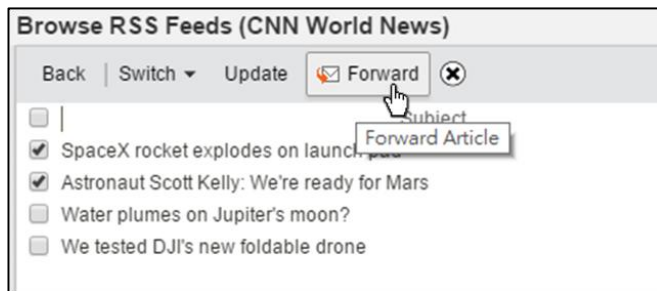 Browse RSS Feeds (CNN World News)
Back Switch Update Forward
Subject
Forward Article
SpaceX rocket explodes on launch pad
Astronaut Scott Kelly: We're ready for Mars
Water plumes on Jupiter's moon?
We tested DJI's new foldable drone